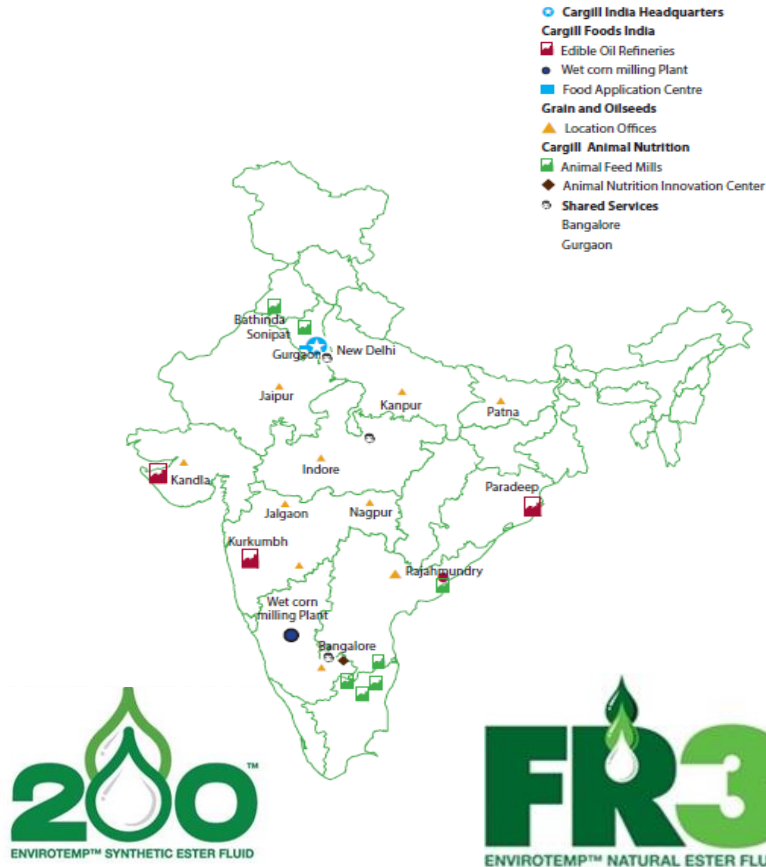 Cargill India Headquarters
Cargill Foods India
Edible Oil Refineries
Wet corn milling Plant
Food Application Centre
Grain and Oilseeds
Location Offices
Cargill Animal Nutrition
Animal Feed Mills
Animal Nutrition Innovation Center
Shared Services
Bangalore
Gurgaon
Bathinda
Sonipat
New Delhi
Gurgaon
Jaipur
Kanpur
Patna
Indore
Kandla
Paradeep
Jalgaon
Nagpur
Kurkumbh
Rajahmundry
Wet corn
milling Plant
Bangalore
200™
ENVIROTEMP™ SYNTHETIC ESTER FLUID
FR3
ENVIROTEMP™ NATURAL ESTER FLU